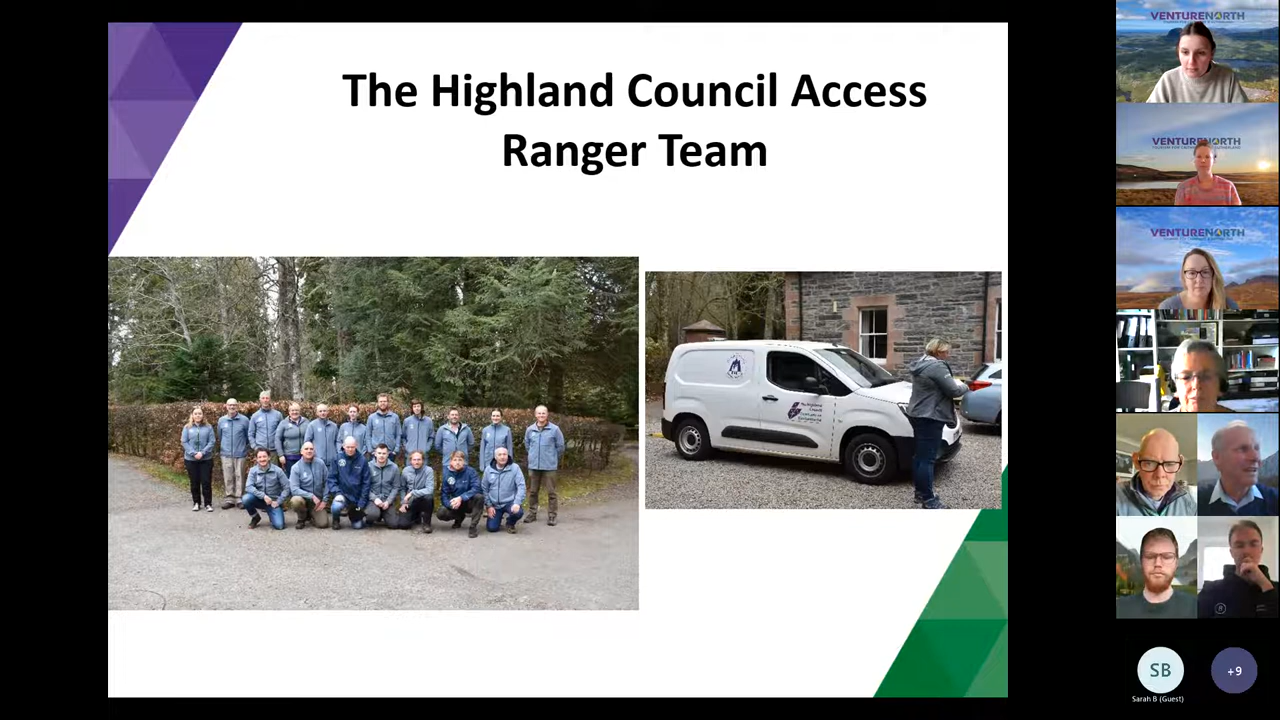 The Highland Council Access
Ranger Team
VENTURENORTH
VENTURENORTH
VENTURENORTH
SB
+9
Sarah B (Guest)